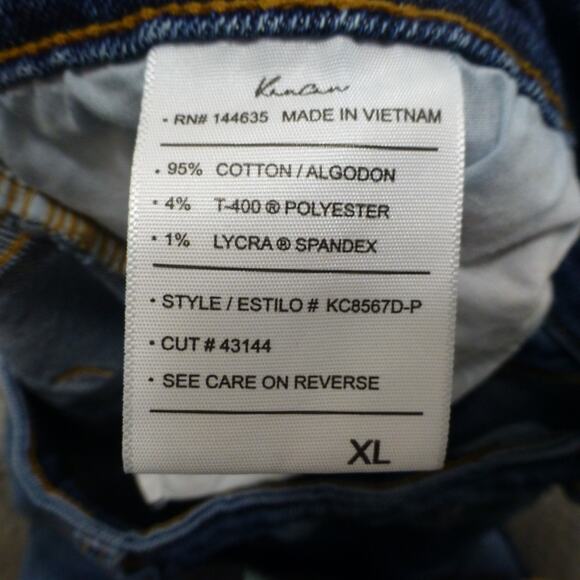 KanCan
• RN# 144635 MADE IN VIETNAM
• 95% COTTON / ALGODON
• 4% T-400 ® POLYESTER
• 1% LYCRA ® SPANDEX
• STYLE / ESTILO # KC8567D-P
• CUT # 43144
• SEE CARE ON REVERSE
XL